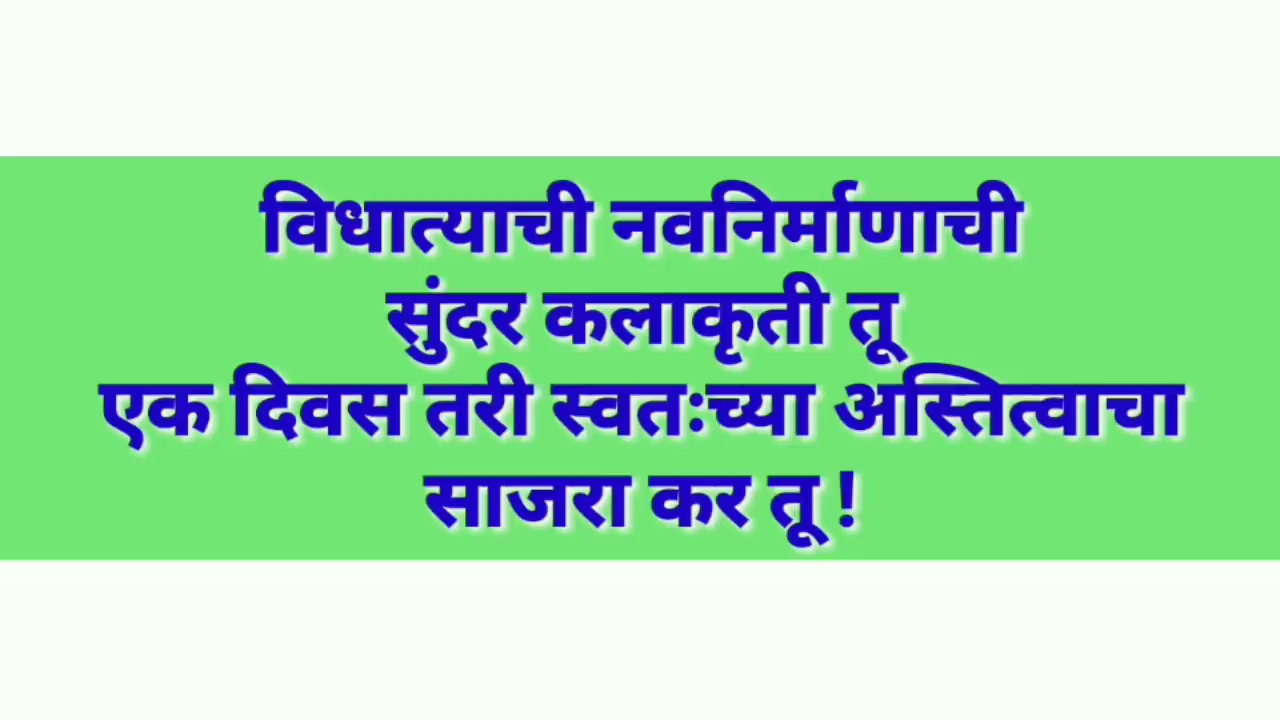 विधात्याची नवनिर्माणाची
सुंदर कलाकृती तू
एक दिवस तरी स्वतःच्या अस्तित्वाचा
साजरा कर तू !